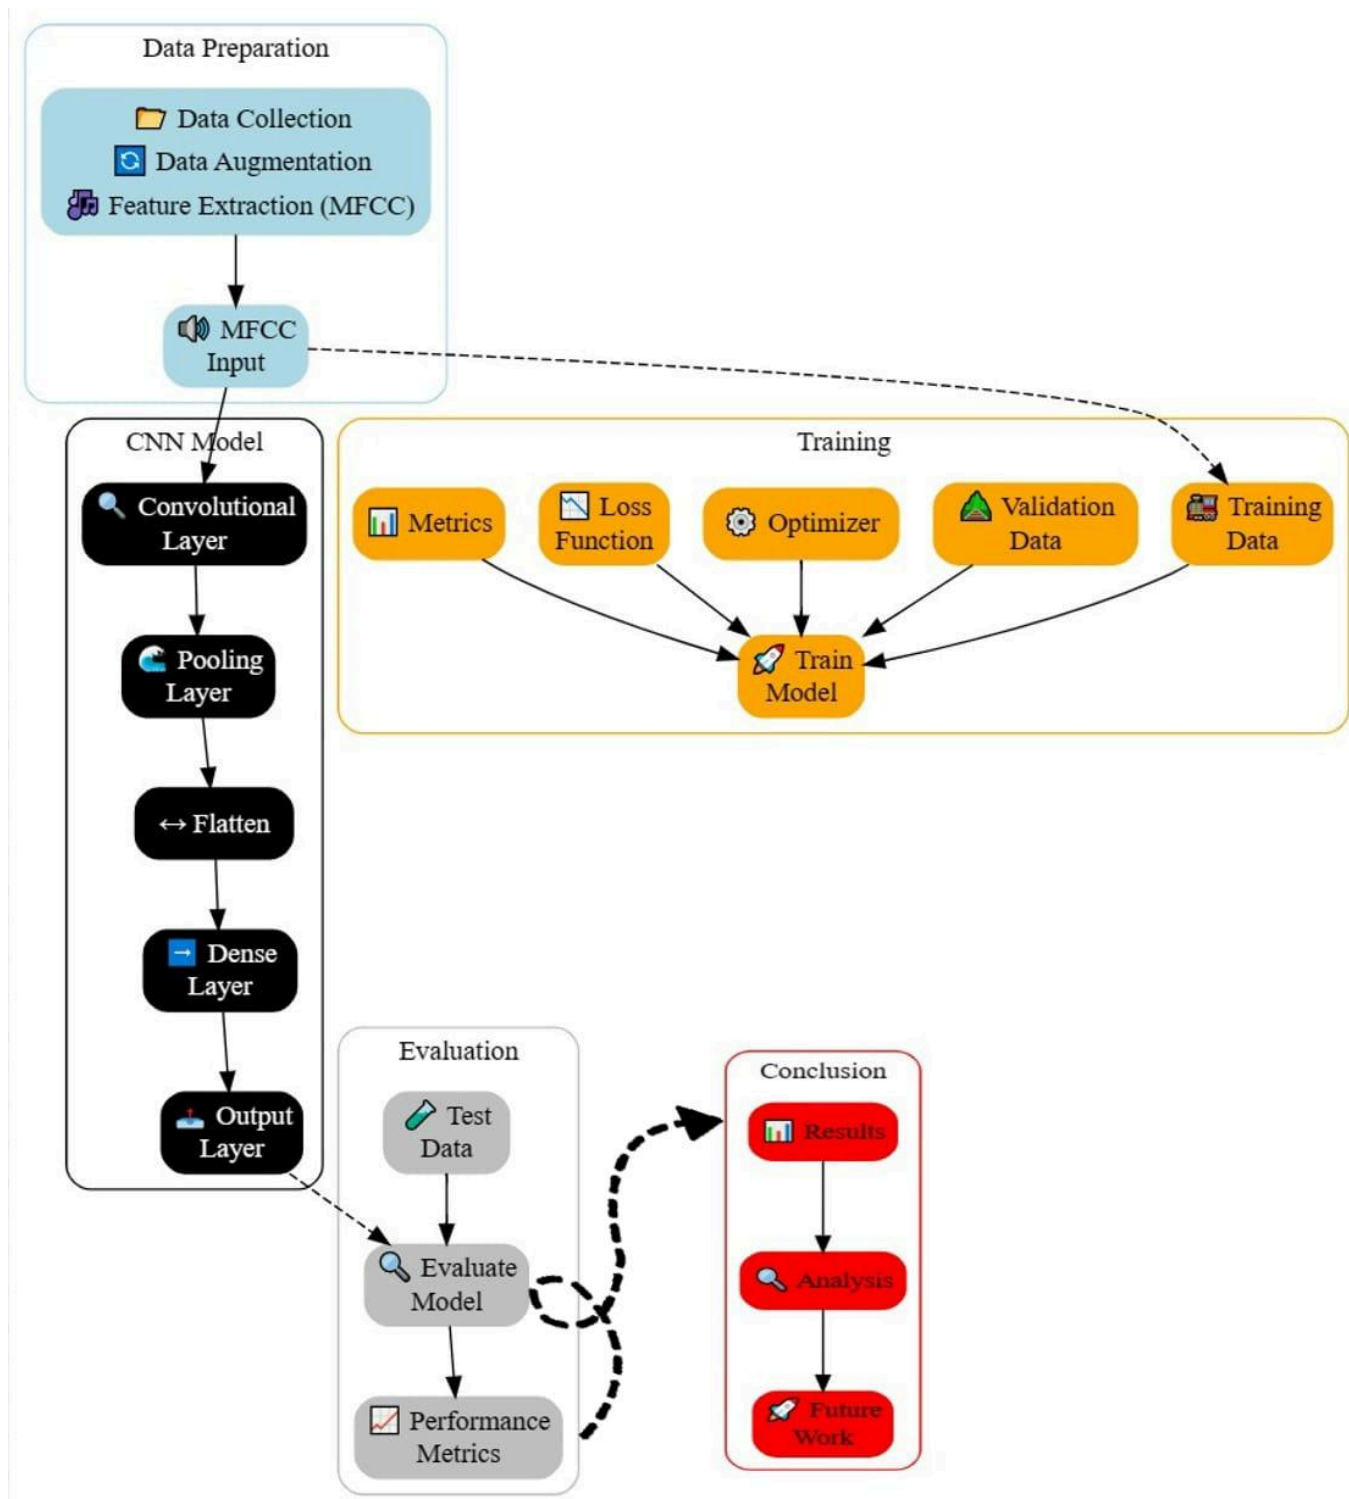 Data Preparation
Data Collection
Data Augmentation
Feature Extraction (MFCC)
MFCC
Input
CNN Model
Convolutional
Layer
Pooling
Layer
Flatten
Dense
Layer
Output
Layer
Training
Metrics
Loss
Function
Optimizer
Validation
Data
Training
Data
Train
Model
Evaluation
Test
Data
Evaluate
Model
Performance
Metrics
Conclusion
Results
Analysis
Future
Work